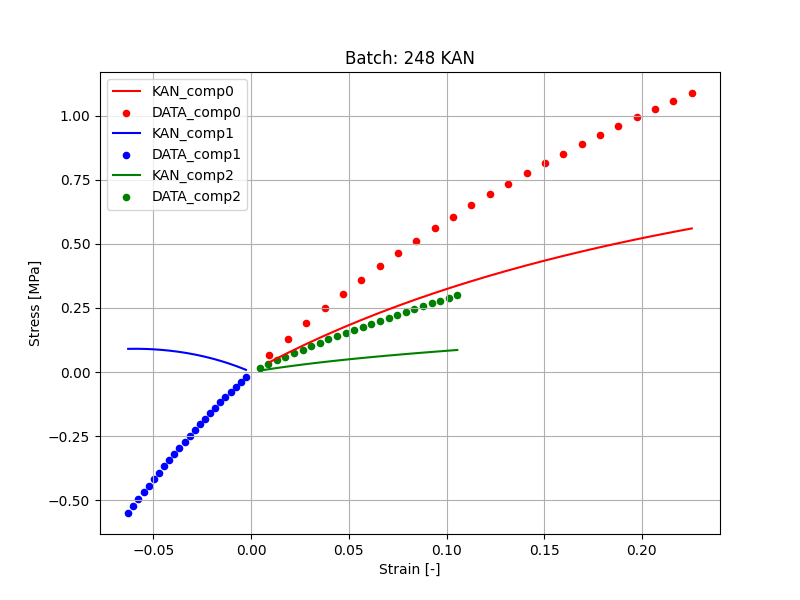 Batch: 248 KAN
KAN_comp0
DATA_comp0
KAN_comp1
DATA_comp1
KAN_comp2
DATA_comp2
1.00
0.75
0.50
0.25
0.00
−0.25
−0.50
Stress [MPa]
−0.05
0.00
0.05
0.10
0.15
0.20
Strain [-]